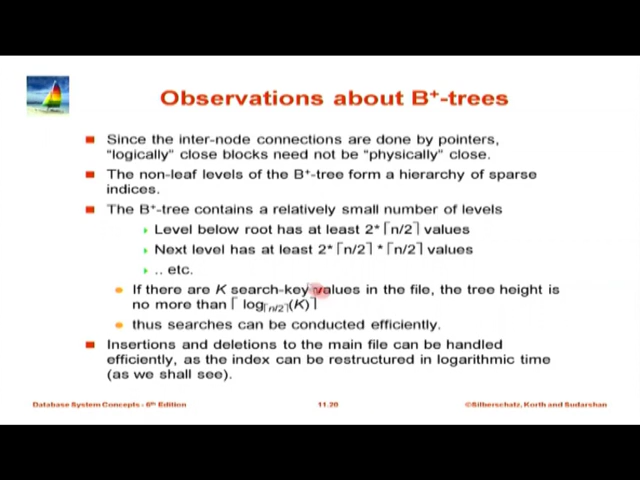 Observations about B⁺-trees
Since the inter-node connections are done by pointers,
"logically" close blocks need not be "physically" close.
The non-leaf levels of the B⁺-tree form a hierarchy of sparse
indices.
The B⁺-tree contains a relatively small number of levels
Level below root has at least 2* ⌈n/2⌉ values
Next level has at least 2* ⌈n/2⌉ * ⌈n/2⌉ values
.. etc.
If there are K search-key values in the file, the tree height is
no more than ⌈ log⌈n/2⌉(K)⌉
thus searches can be conducted efficiently.
Insertions and deletions to the main file can be handled
efficiently, as the index can be restructured in logarithmic time
(as we shall see).
Database System Concepts - 6th Edition 11.20 ©Silberschatz, Korth and Sudarshan